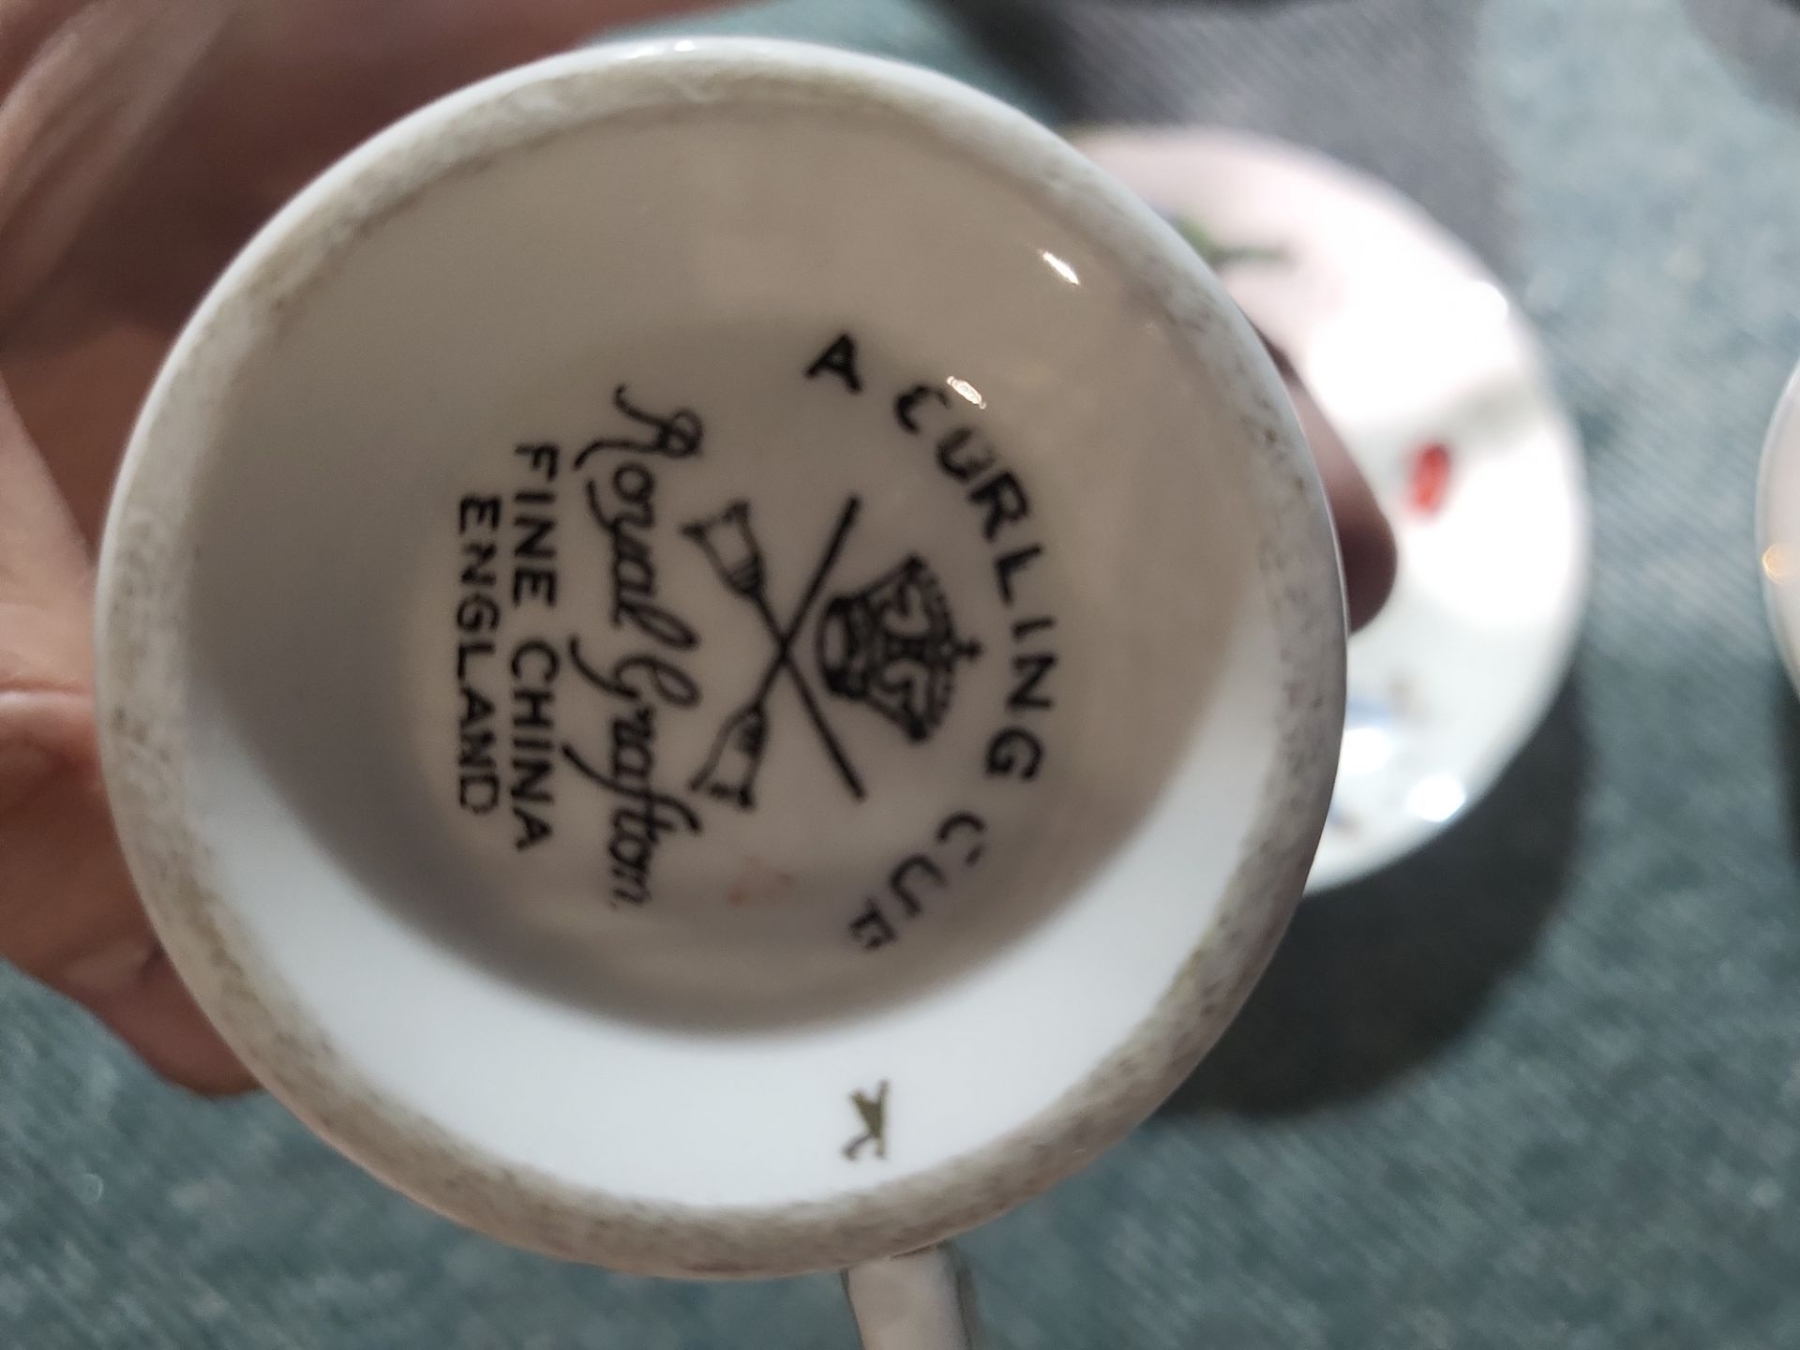 A CURLING CUP
Royal Grafton
FINE CHINA
ENGLAND